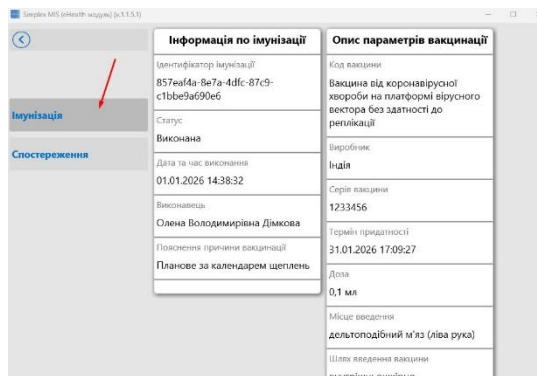 Simplex MIS (eHealth модуль) (v.1.1.5.1)
Імунізація
Спостереження
Інформація по імунізації
Ідентифікатор імунізації
857eaf4a-8e7a-4dfc-87c9-
c1bbe9a690e6
Статус
Виконана
Дата та час виконання
01.01.2026 14:38:32
Виконавець
Олена Володимирівна Дімкова
Пояснення причини вакцинації
Планове за календарем щеплень
Опис параметрів вакцинації
Код вакцини
Вакцина від коронавірусної
хвороби на платформі вірусного
вектора без здатності до
реплікації
Виробник
Індія
Серія вакцини
1233456
Термін придатності
31.01.2026 17:09:27
Доза
0,1 мл
Місце введення
дельтоподібний м'яз (ліва рука)
Шлях введення вакцини